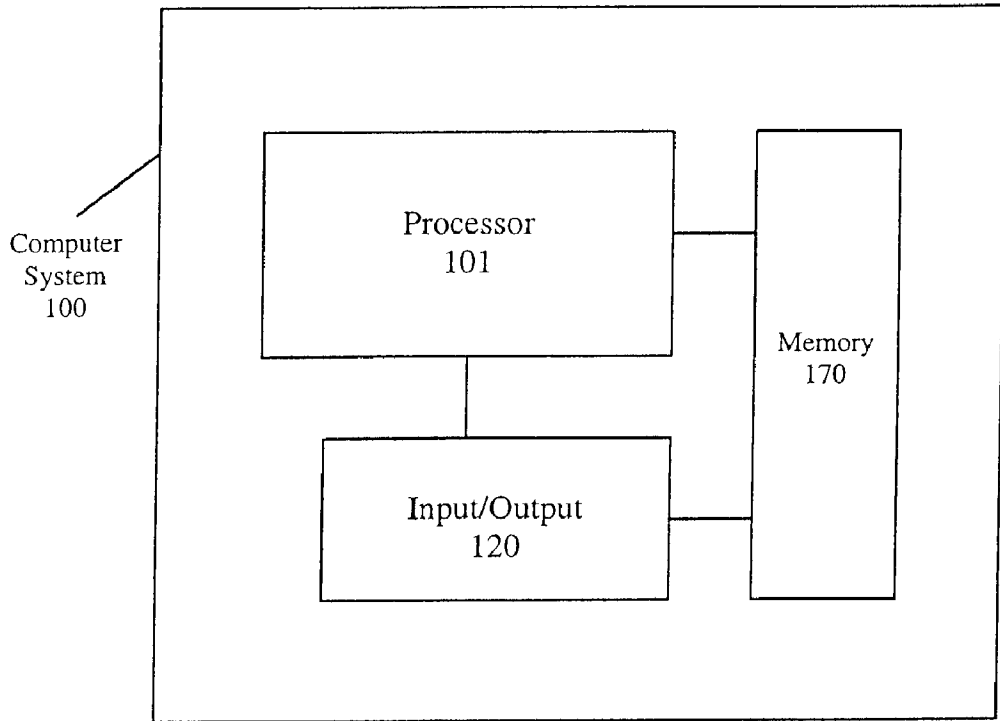 Processor
101
Computer
System
100
Memory
170
Input/Output
120